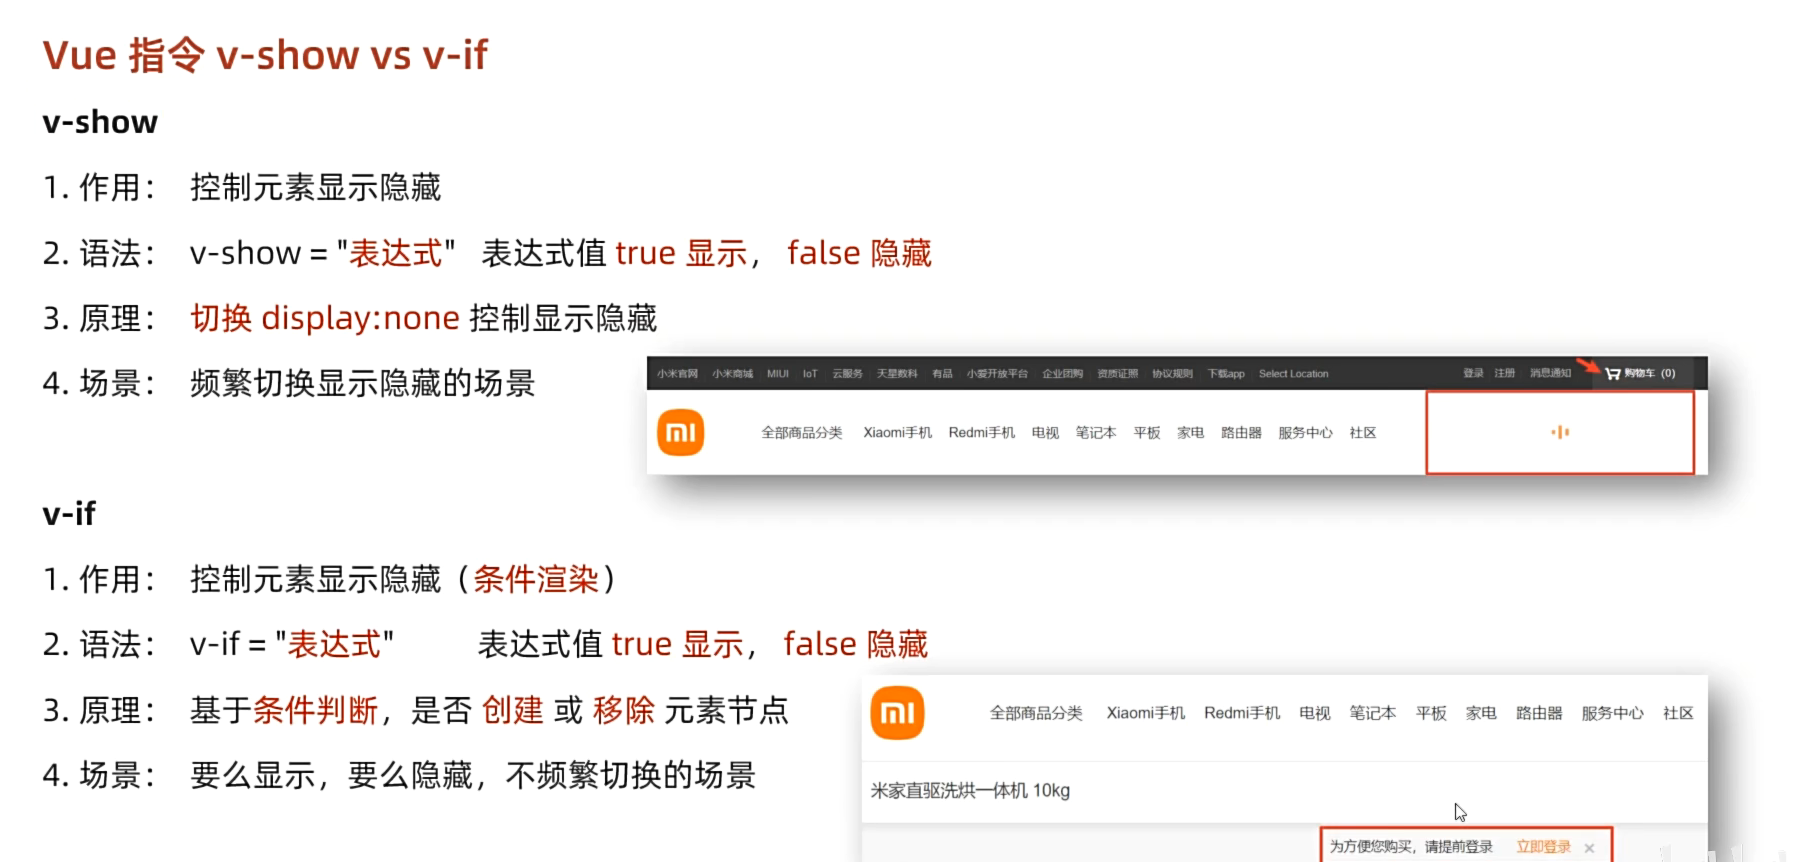 Vue 指令 v-show vs v-if
v-show
1. 作用： 控制元素显示隐藏
2. 语法： v-show = "表达式" 表达式值 true 显示， false 隐藏
3. 原理： 切换 display:none 控制显示隐藏
4. 场景： 频繁切换显示隐藏的场景
小米官网 小米商城 MIUI IoT 云服务 天星数科 有品 小爱开放平台 企业团购 资质证照 协议规则 下载app Select Location 登录 注册 消息通知 购物车 (0)
mi 全部商品分类 Xiaomi手机 Redmi手机 电视 笔记本 平板 家电 路由器 服务中心 社区
v-if
1. 作用： 控制元素显示隐藏（条件渲染）
2. 语法： v-if = "表达式" 表达式值 true 显示， false 隐藏
3. 原理： 基于条件判断，是否 创建 或 移除 元素节点
4. 场景： 要么显示，要么隐藏，不频繁切换的场景
mi 全部商品分类 Xiaomi手机 Redmi手机 电视 笔记本 平板 家电 路由器 服务中心 社区
米家直驱洗烘一体机 10kg
为方便您购买，请提前登录 立即登录 ×